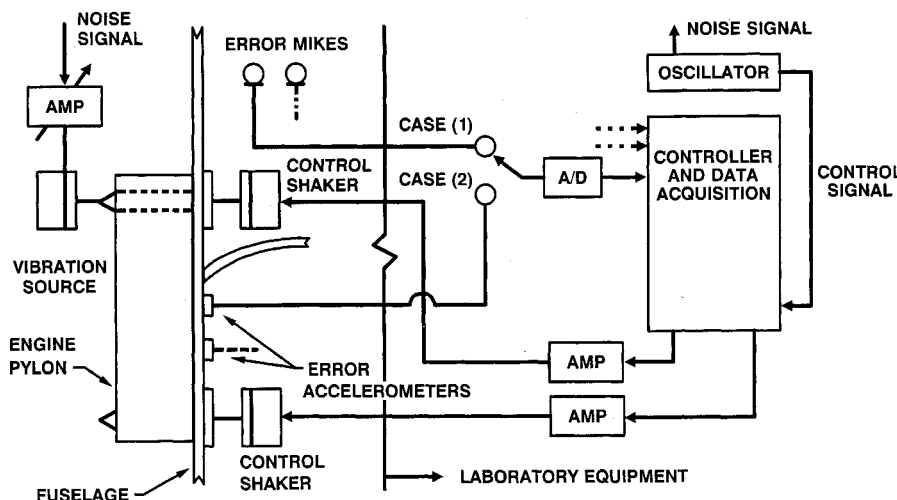 NOISE
SIGNAL
AMP
VIBRATION
SOURCE
ENGINE
PYLON
FUSELAGE
ERROR MIKES
CONTROL
SHAKER
ERROR
ACCELEROMETERS
CONTROL
SHAKER
CASE (1)
CASE (2)
A/D
AMP
AMP
LABORATORY EQUIPMENT
NOISE SIGNAL
OSCILLATOR
CONTROLLER
AND DATA
ACQUISITION
CONTROL
SIGNAL